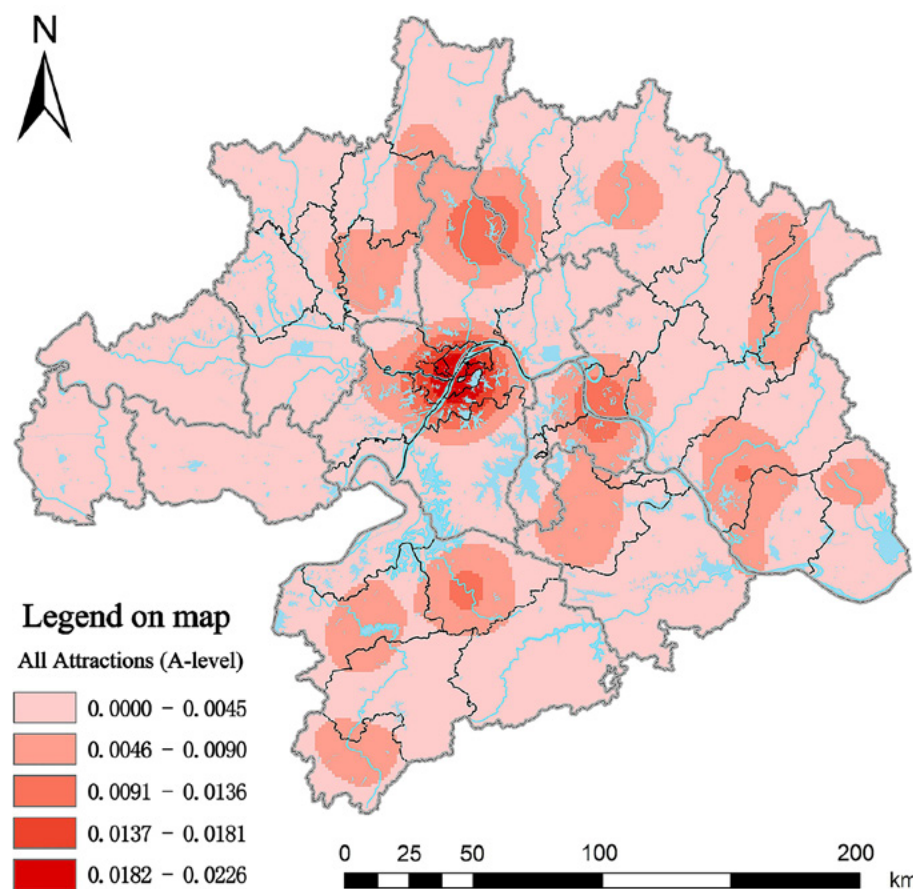 N
Legend on map
All Attractions (A-level)
0.0000 - 0.0045
0.0046 - 0.0090
0.0091 - 0.0136
0.0137 - 0.0181
0.0182 - 0.0226
0 25 50 100 200
km